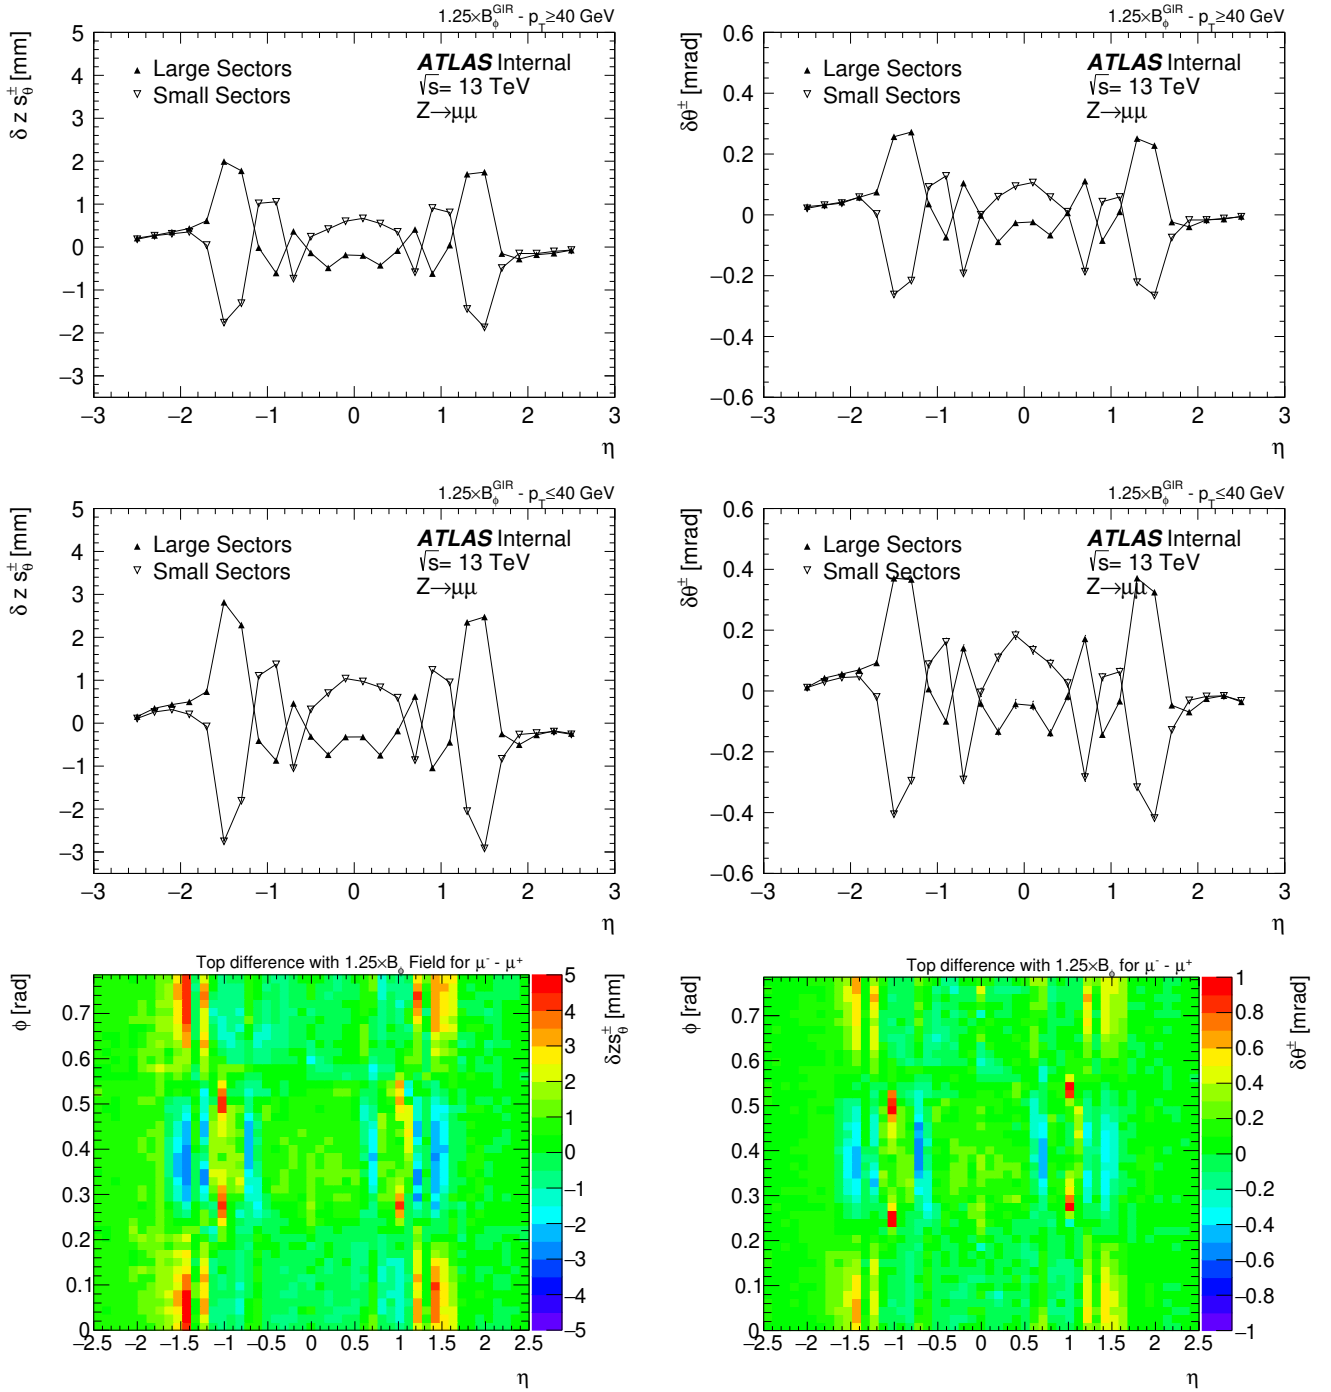 1.25×B_ϕ^GIR - p_T≥40 GeV
δ z s_θ^± [mm]
5
4
3
2
1
0
−1
−2
−3
▲ Large Sectors
▽ Small Sectors
ATLAS Internal
√s= 13 TeV
Z→μμ
−3 −2 −1 0 1 2 3
η
1.25×B_ϕ^GIR - p_T≥40 GeV
δθ^± [mrad]
0.6
0.4
0.2
0
−0.2
−0.4
−0.6
▲ Large Sectors
▽ Small Sectors
ATLAS Internal
√s= 13 TeV
Z→μμ
−3 −2 −1 0 1 2 3
η
1.25×B_ϕ^GIR - p_T≤40 GeV
δ z s_θ^± [mm]
5
4
3
2
1
0
−1
−2
−3
▲ Large Sectors
▽ Small Sectors
ATLAS Internal
√s= 13 TeV
Z→μμ
−3 −2 −1 0 1 2 3
η
1.25×B_ϕ^GIR - p_T≤40 GeV
δθ^± [mrad]
0.6
0.4
0.2
0
−0.2
−0.4
−0.6
▲ Large Sectors
▽ Small Sectors
ATLAS Internal
√s= 13 TeV
Z→μμ
−3 −2 −1 0 1 2 3
η
Top difference with 1.25×B_ϕ Field for μ^- - μ^+
ϕ [rad]
0.7
0.6
0.5
0.4
0.3
0.2
0.1
0
−2.5 −2 −1.5 −1 −0.5 0 0.5 1 1.5 2 2.5
η
5
4
3
2
1
0
−1
−2
−3
−4
−5
δzs_θ^± [mm]
Top difference with 1.25×B_ϕ for μ^- - μ^+
ϕ [rad]
0.7
0.6
0.5
0.4
0.3
0.2
0.1
0
−2.5 −2 −1.5 −1 −0.5 0 0.5 1 1.5 2 2.5
η
1
0.8
0.6
0.4
0.2
0
−0.2
−0.4
−0.6
−0.8
−1
δθ^± [mrad]